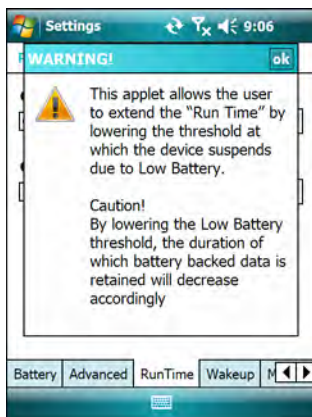 Settings 9:06
WARNING! ok
This applet allows the user
to extend the “Run Time” by
lowering the threshold at
which the device suspends
due to Low Battery.
Caution!
By lowering the Low Battery
threshold, the duration of
which battery backed data is
retained will decrease
accordingly
Battery Advanced RunTime Wakeup M